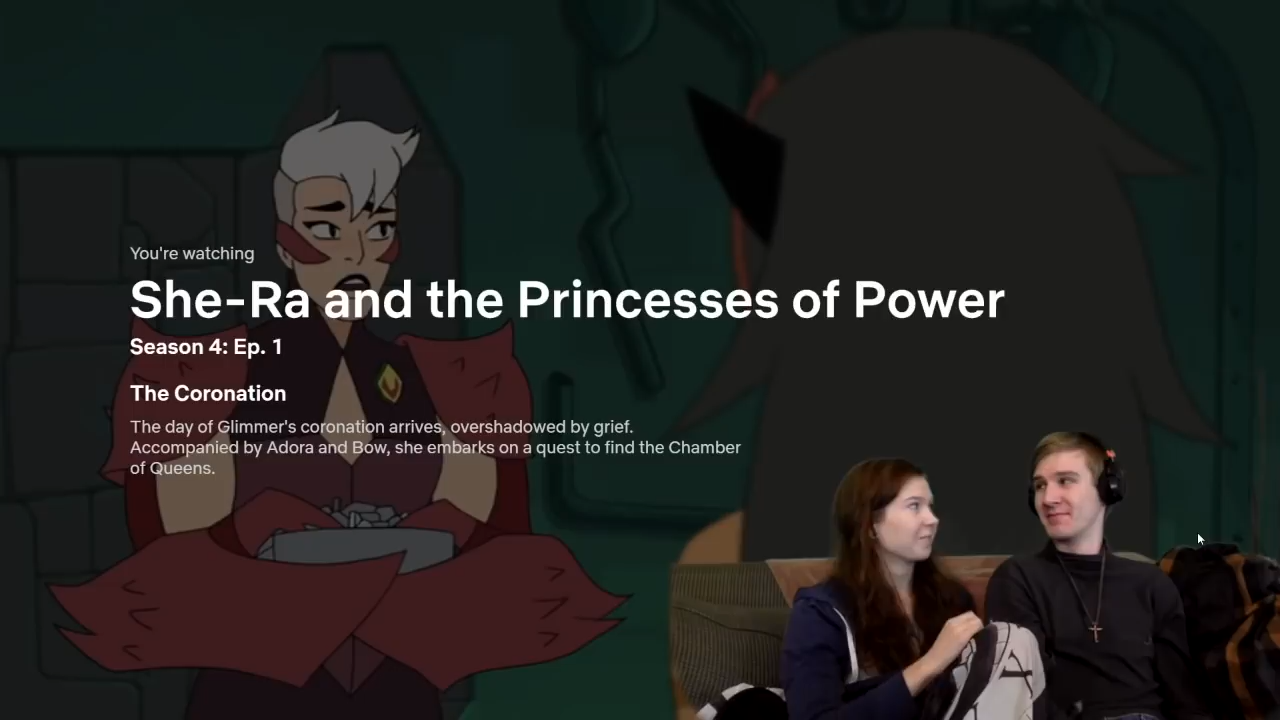 You're watching
She-Ra and the Princesses of Power
Season 4: Ep. 1
The Coronation
The day of Glimmer's coronation arrives, overshadowed by grief.
Accompanied by Adora and Bow, she embarks on a quest to find the Chamber
of Queens.